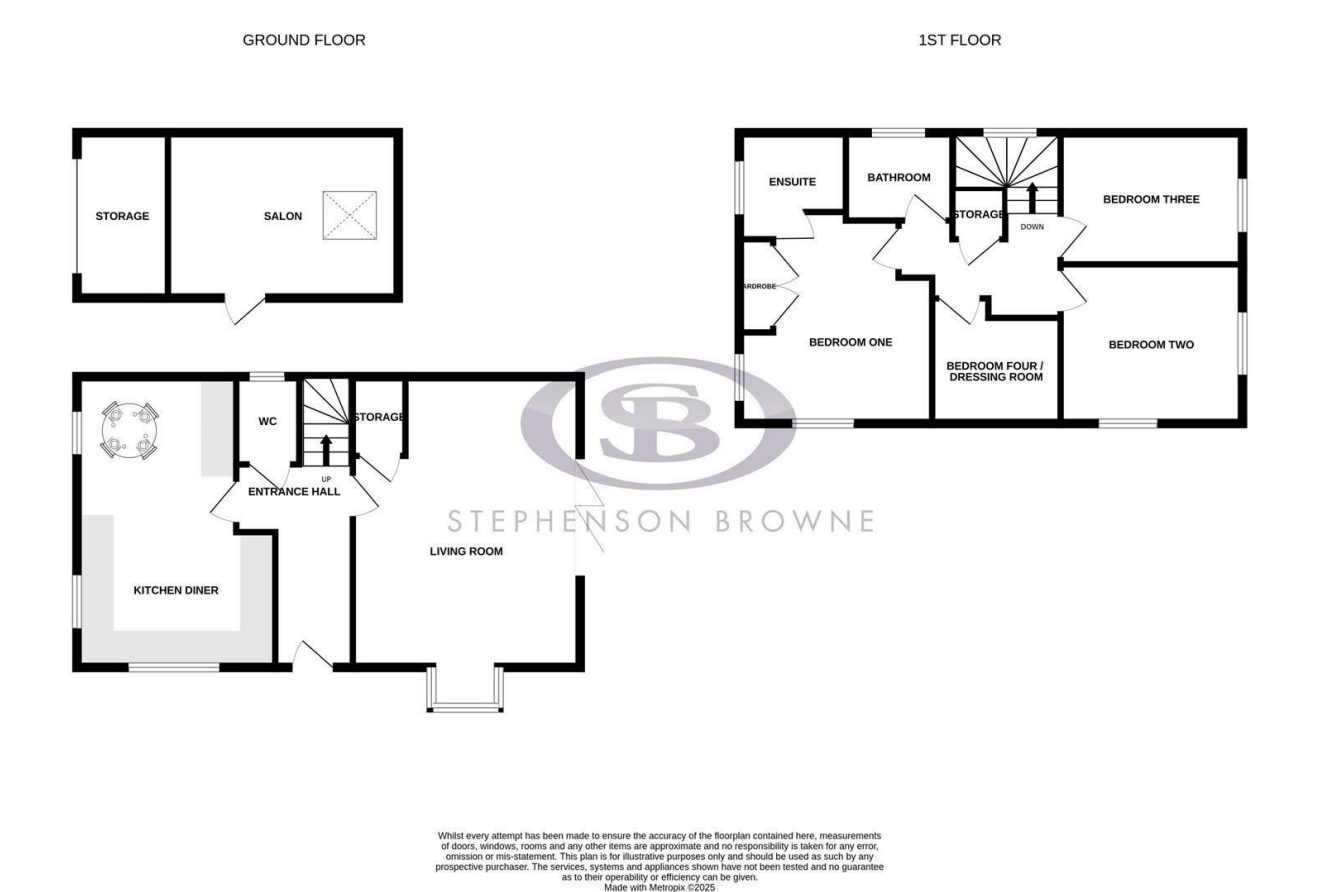 GROUND FLOOR
1ST FLOOR
STORAGE
SALON
ENSUITE
BATHROOM
STORAGE
DOWN
BEDROOM THREE
ARDROBE
BEDROOM ONE
BEDROOM FOUR /
DRESSING ROOM
BEDROOM TWO
WC
STORAGE
UP
ENTRANCE HALL
LIVING ROOM
KITCHEN DINER
SB
STEPHENSON BROWNE
Whilst every attempt has been made to ensure the accuracy of the floorplan contained here, measurements
of doors, windows, rooms and any other items are approximate and no responsibility is taken for any error,
omission or mis-statement. This plan is for illustrative purposes only and should be used as such by any
prospective purchaser. The services, systems and appliances shown have not been tested and no guarantee
as to their operability or efficiency can be given.
Made with Metropix ©2025